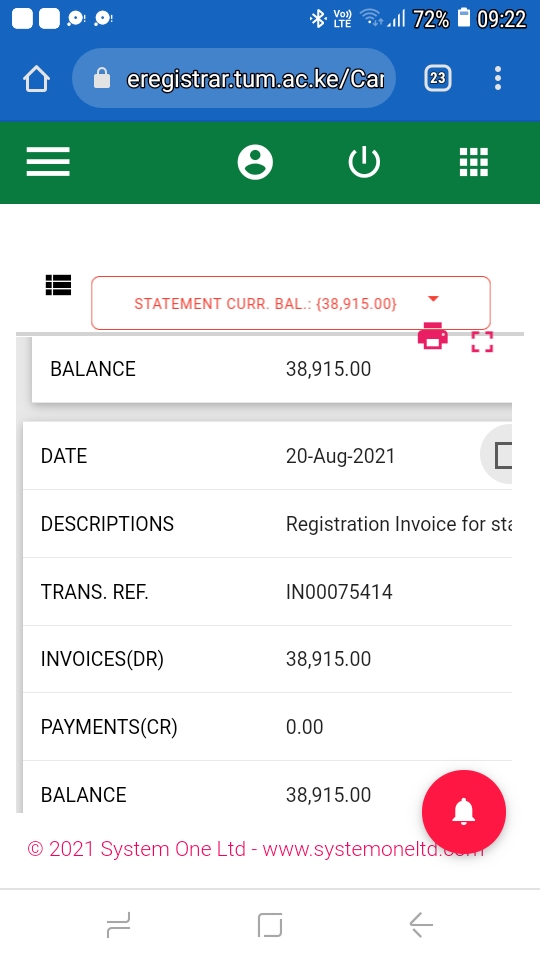 72% 09:22
Vo))
LTE
eregistrar.tum.ac.ke/Car
23
STATEMENT CURR. BAL.: {38,915.00}
BALANCE 38,915.00
DATE 20-Aug-2021
DESCRIPTIONS Registration Invoice for sta
TRANS. REF. IN00075414
INVOICES(DR) 38,915.00
PAYMENTS(CR) 0.00
BALANCE 38,915.00
© 2021 System One Ltd - www.systemoneltd.com